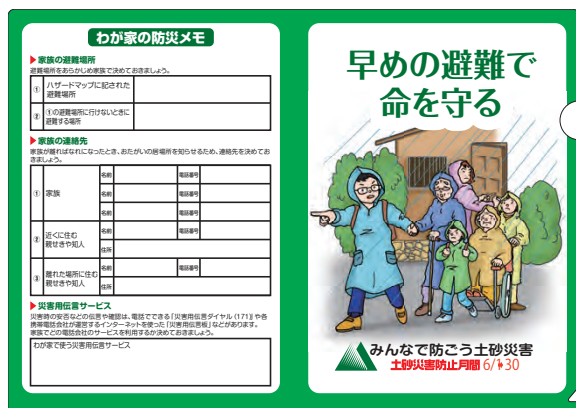 わが家の防災メモ
▶家族の避難場所
避難場所をあらかじめ家族で決めておきましょう。
① ハザードマップに記された
避難場所
② ①の避難場所に行けないときに
避難する場所
▶家族の連絡先
家族が離ればなれになったとき、おたがいの居場所を知らせるため、連絡先を決めてお
きましょう。
① 家族
名前 電話番号
名前 電話番号
名前 電話番号
② 近くに住む
親せきや知人
名前 電話番号
住所
③ 離れた場所に住む
親せきや知人
名前 電話番号
住所
▶災害用伝言サービス
災害時の安否などの伝言や確認は、電話でできる「災害用伝言ダイヤル(171)」や各
携帯電話会社が運営するインターネットを使った「災害用伝言板」などがあります。
家族でどの電話会社のサービスを利用するか決めておきましょう。
わが家で使う災害用伝言サービス
早めの避難で
命を守る
みんなで防ごう土砂災害
土砂災害防止月間 6/1▶30